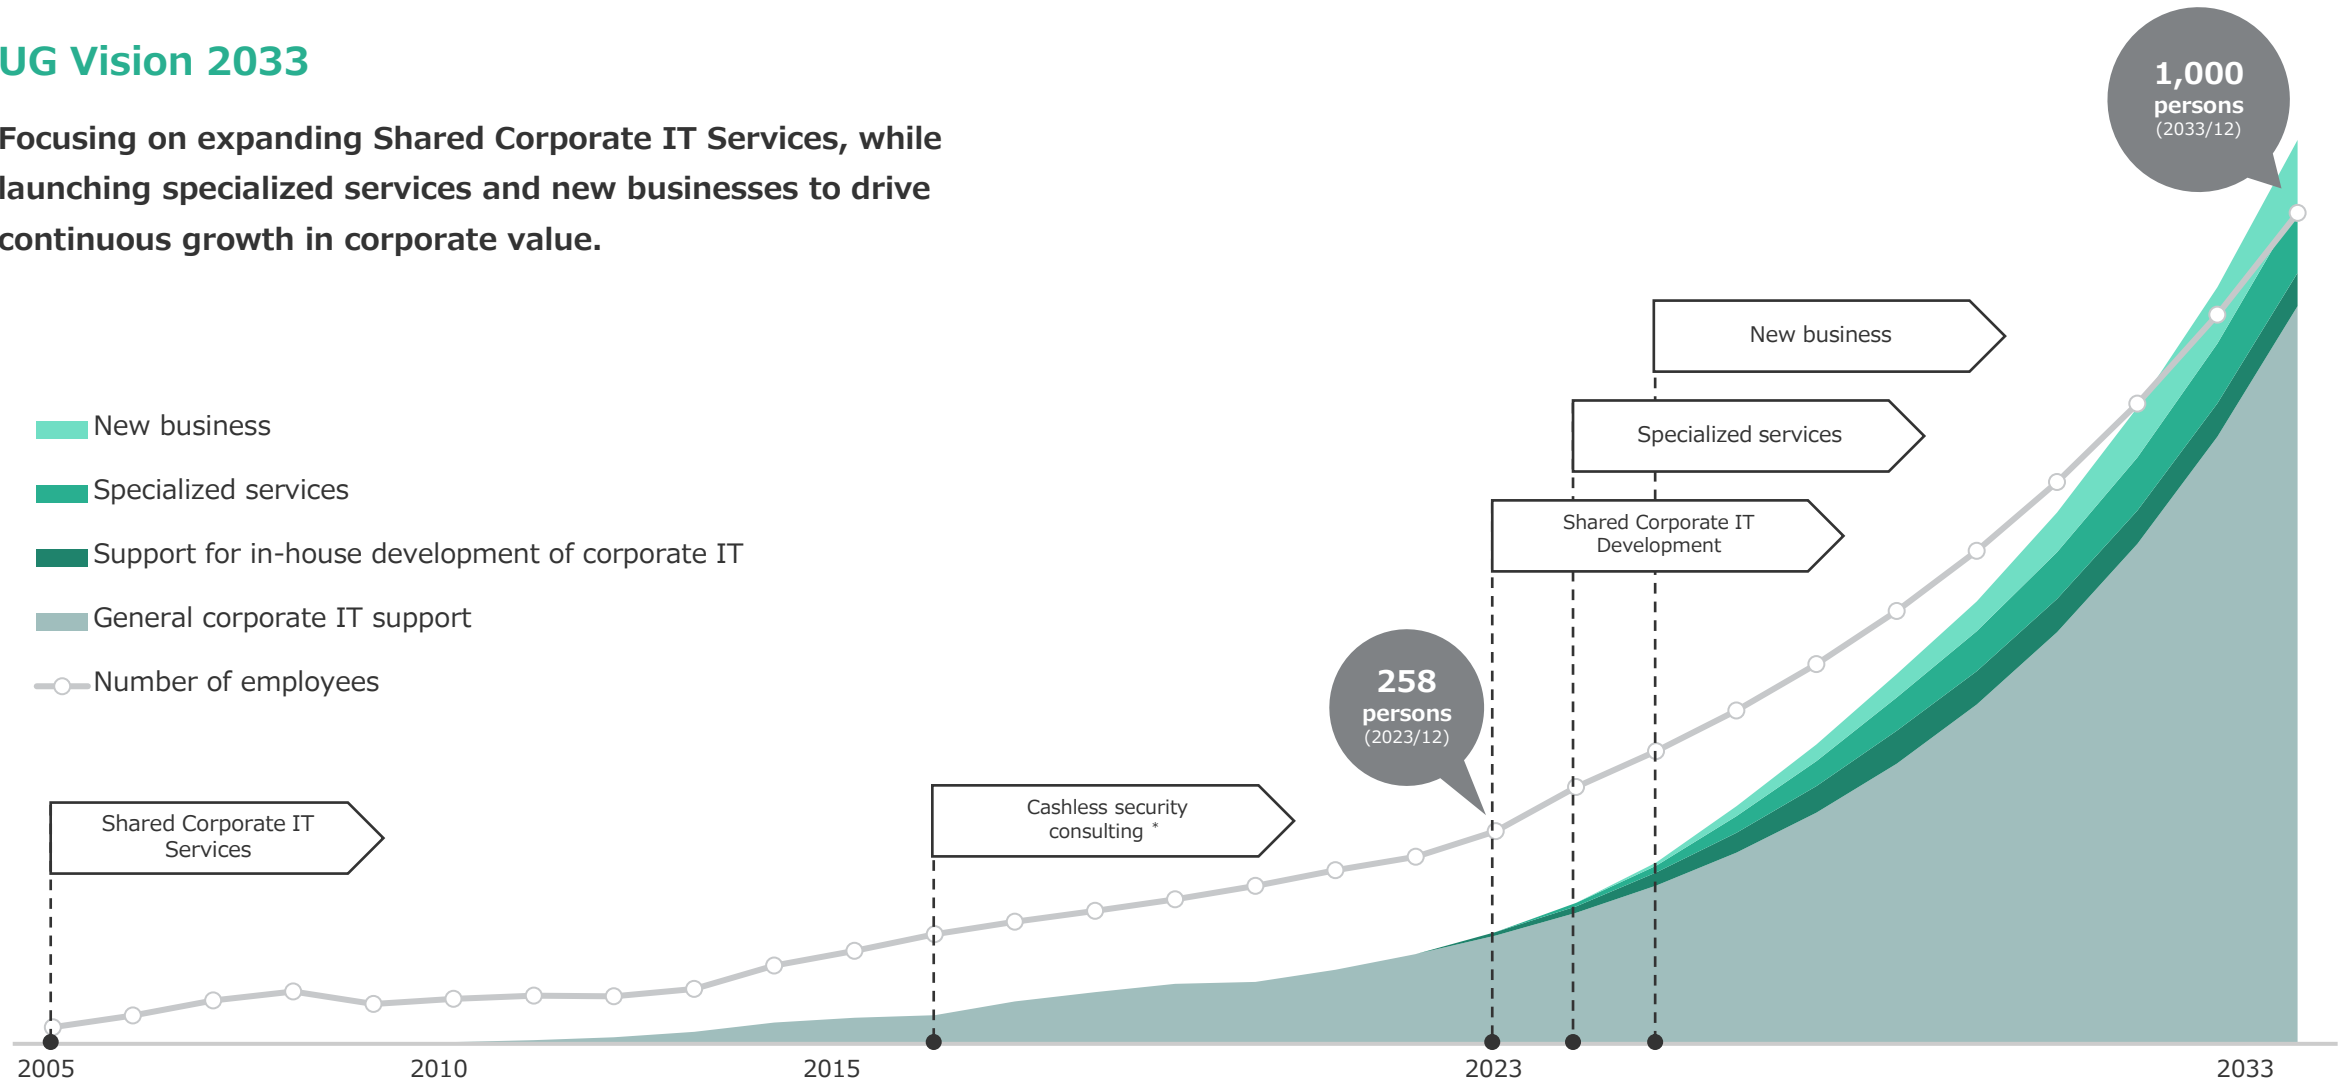 UG Vision 2033
Focusing on expanding Shared Corporate IT Services, while
launching specialized services and new businesses to drive
continuous growth in corporate value.
1,000
persons
(2033/12)
New business
Specialized services
Shared Corporate IT
Development
New business
Specialized services
Support for in-house development of corporate IT
General corporate IT support
Number of employees
258
persons
(2023/12)
Shared Corporate IT
Services
Cashless security
consulting *
2005
2010
2015
2023
2033